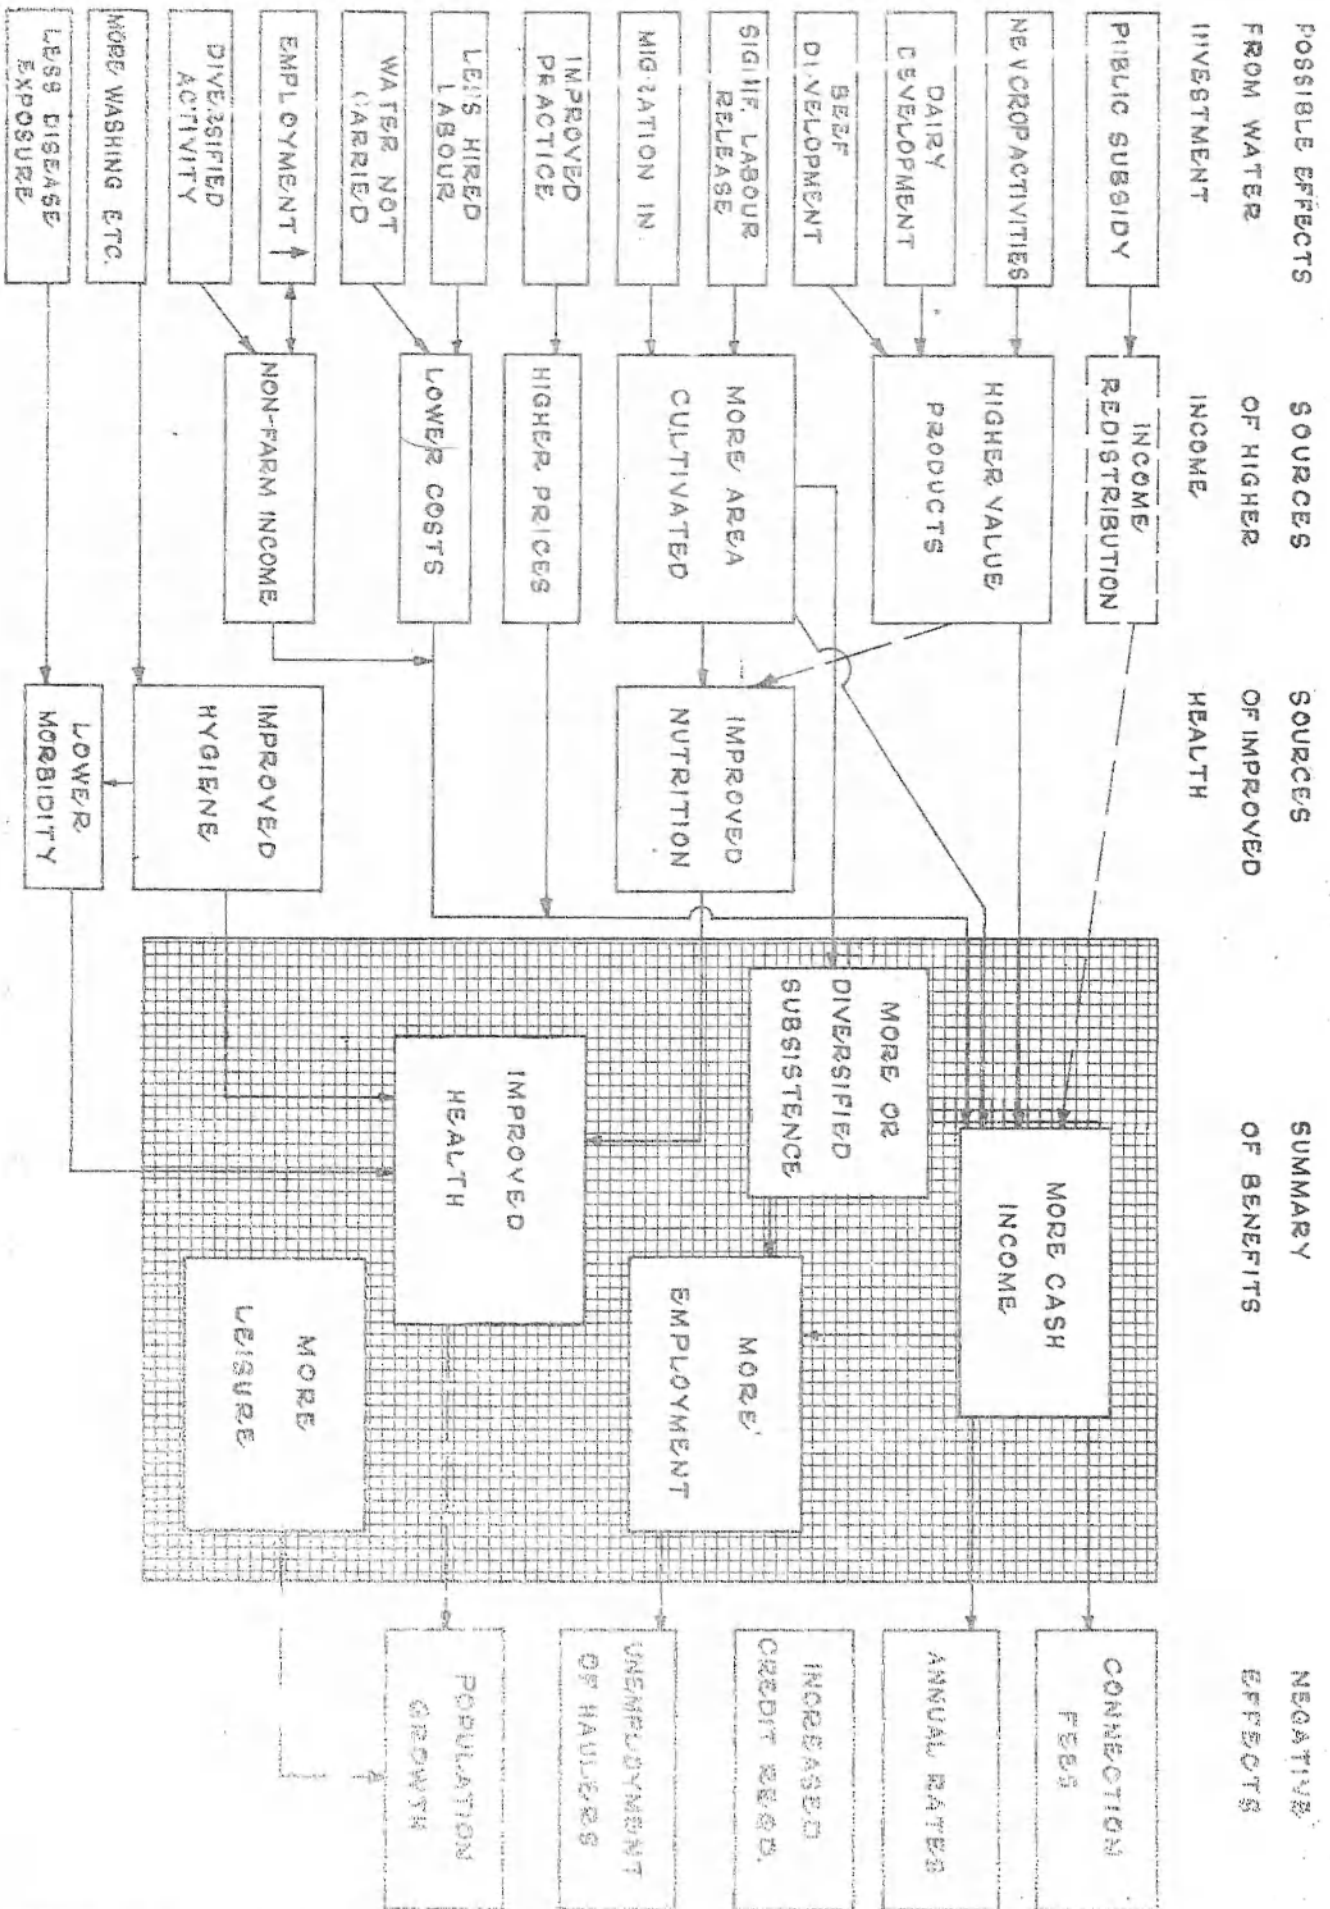 POSSIBLE EFFECTS
FROM WATER
INVESTMENT
SOURCES
OF HIGHER
INCOME
SOURCES
OF IMPROVED
HEALTH
SUMMARY
OF BENEFITS
NEGATIVE
EFFECTS
PUBLIC SUBSIDY
NEW CROP ACTIVITIES
DAIRY
DEVELOPMENT
BEEF
DEVELOPMENT
SIGNIF. LABOUR
RELEASE
MIGRATION IN
IMPROVED
PRACTICE
LESS HIRED
LABOUR
WATER NOT
CARRIED
EMPLOYMENT ↑
DIVERSIFIED
ACTIVITY
MORE WASHING ETC.
LESS DISEASE
EXPOSURE
INCOME
REDISTRIBUTION
HIGHER VALUE
PRODUCTS
MORE AREA
CULTIVATED
HIGHER PRICES
LOWER COSTS
NON-FARM INCOME
IMPROVED
NUTRITION
IMPROVED
HYGIENE
LOWER
MORBIDITY
MORE CASH
INCOME
MORE OR
DIVERSIFIED
SUBSISTENCE
MORE
EMPLOYMENT
IMPROVED
HEALTH
MORE
LEISURE
CONNECTION
FEES
ANNUAL RATES
INCREASED
CREDIT REQD.
UNEMPLOYMENT
OF HAULERS
POPULATION
GROWTH